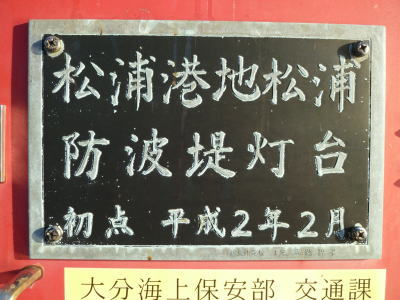 松浦港地松浦
防波堤灯台
初点 平成2年2月
大分海上保安部 交通課